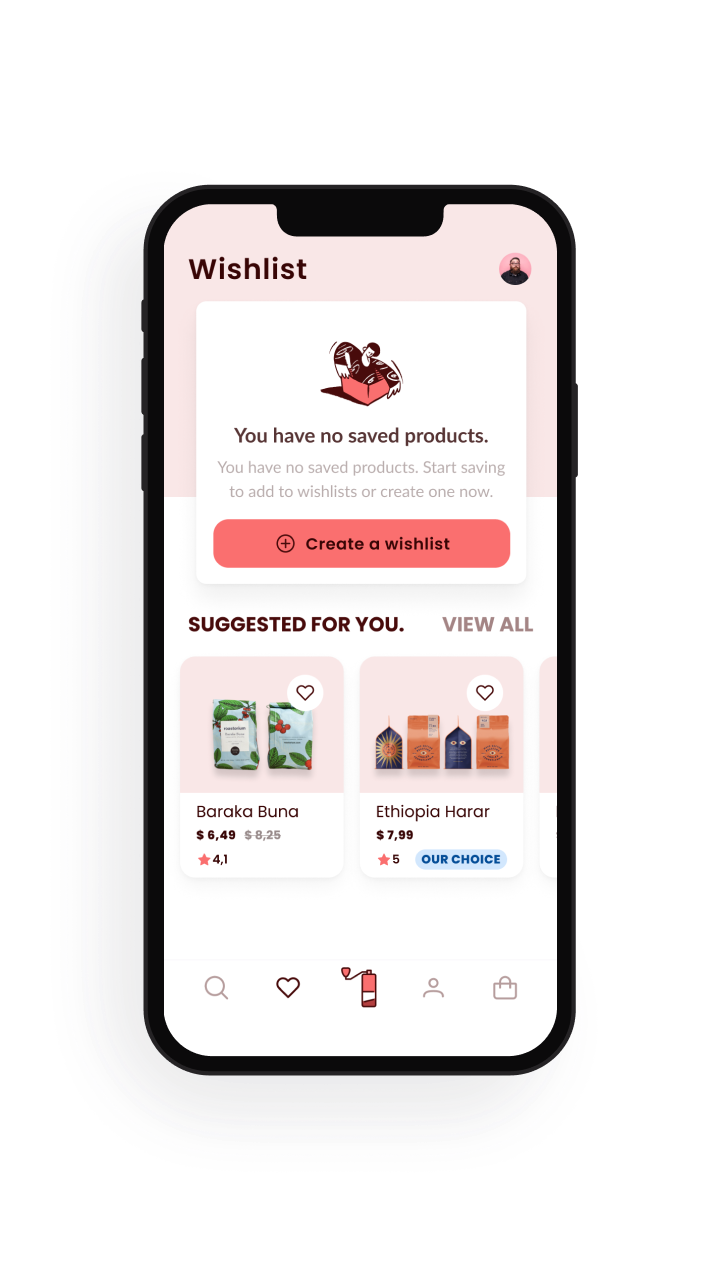 Wishlist
You have no saved products.
You have no saved products. Start saving
to add to wishlists or create one now.
Create a wishlist
SUGGESTED FOR YOU. VIEW ALL
roastorium
Baraka Buna
$ 6,49 $ 8,25
4,1
Ethiopia Harar
$ 7,99
5 OUR CHOICE